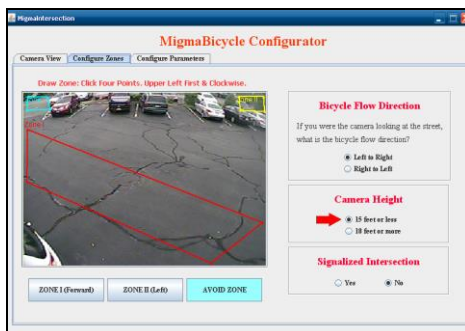 MigmaIntersection
MigmaBicycle Configurator
Camera View
Configure Zones
Configure Parameters
Draw Zone: Click Four Points. Upper Left First & Clockwise.
Bicycle Flow Direction
If you were the camera looking at the street,
what is the bicycle flow direction?
Left to Right
Right to Left
Camera Height
15 feet or less
18 feet or more
Signalized Intersection
Yes
No
ZONE I (Forward)
ZONE II (Left)
AVOID ZONE